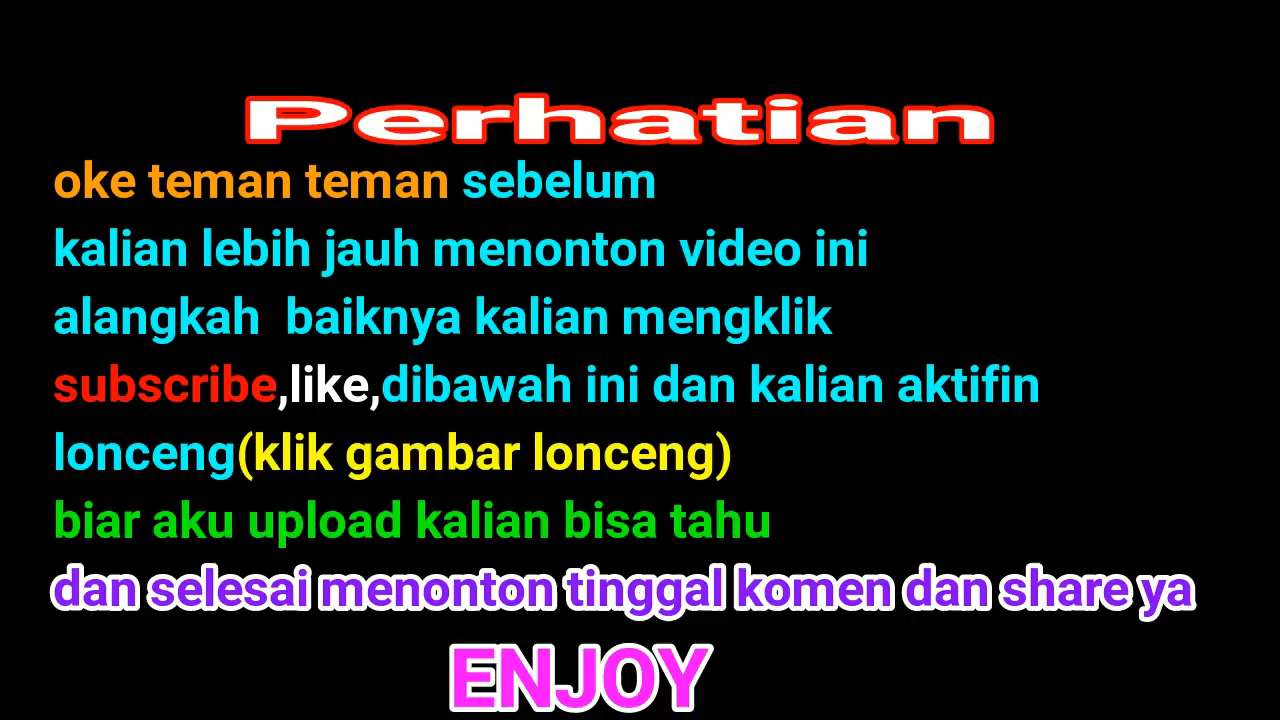 Perhatian
oke teman teman sebelum
kalian lebih jauh menonton video ini
alangkah  baiknya kalian mengklik
subscribe,like,dibawah ini dan kalian aktifin
lonceng(klik gambar lonceng)
biar aku upload kalian bisa tahu
dan selesai menonton tinggal komen dan share ya
ENJOY